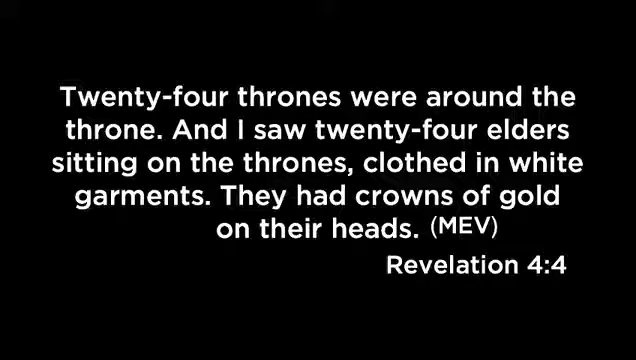 Twenty-four thrones were around the
throne. And I saw twenty-four elders
sitting on the thrones, clothed in white
garments. They had crowns of gold
on their heads. (MEV)
Revelation 4:4